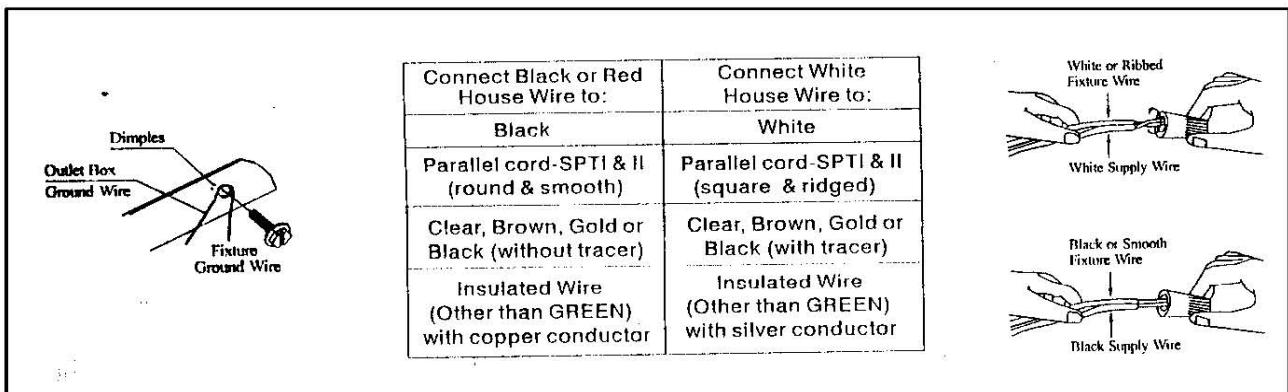 Dimples
Outlet Box
Ground Wire
Fixture
Ground Wire
Connect Black or Red
House Wire to:
Connect White
House Wire to:
Black
White
Parallel cord-SPTI & II
(round & smooth)
Parallel cord-SPTI & II
(square & ridged)
Clear, Brown, Gold or
Black (without tracer)
Clear, Brown, Gold or
Black (with tracer)
Insulated Wire
(Other than GREEN)
with copper conductor
Insulated Wire
(Other than GREEN)
with silver conductor
White or Ribbed
Fixture Wire
White Supply Wire
Black or Smooth
Fixture Wire
Black Supply Wire